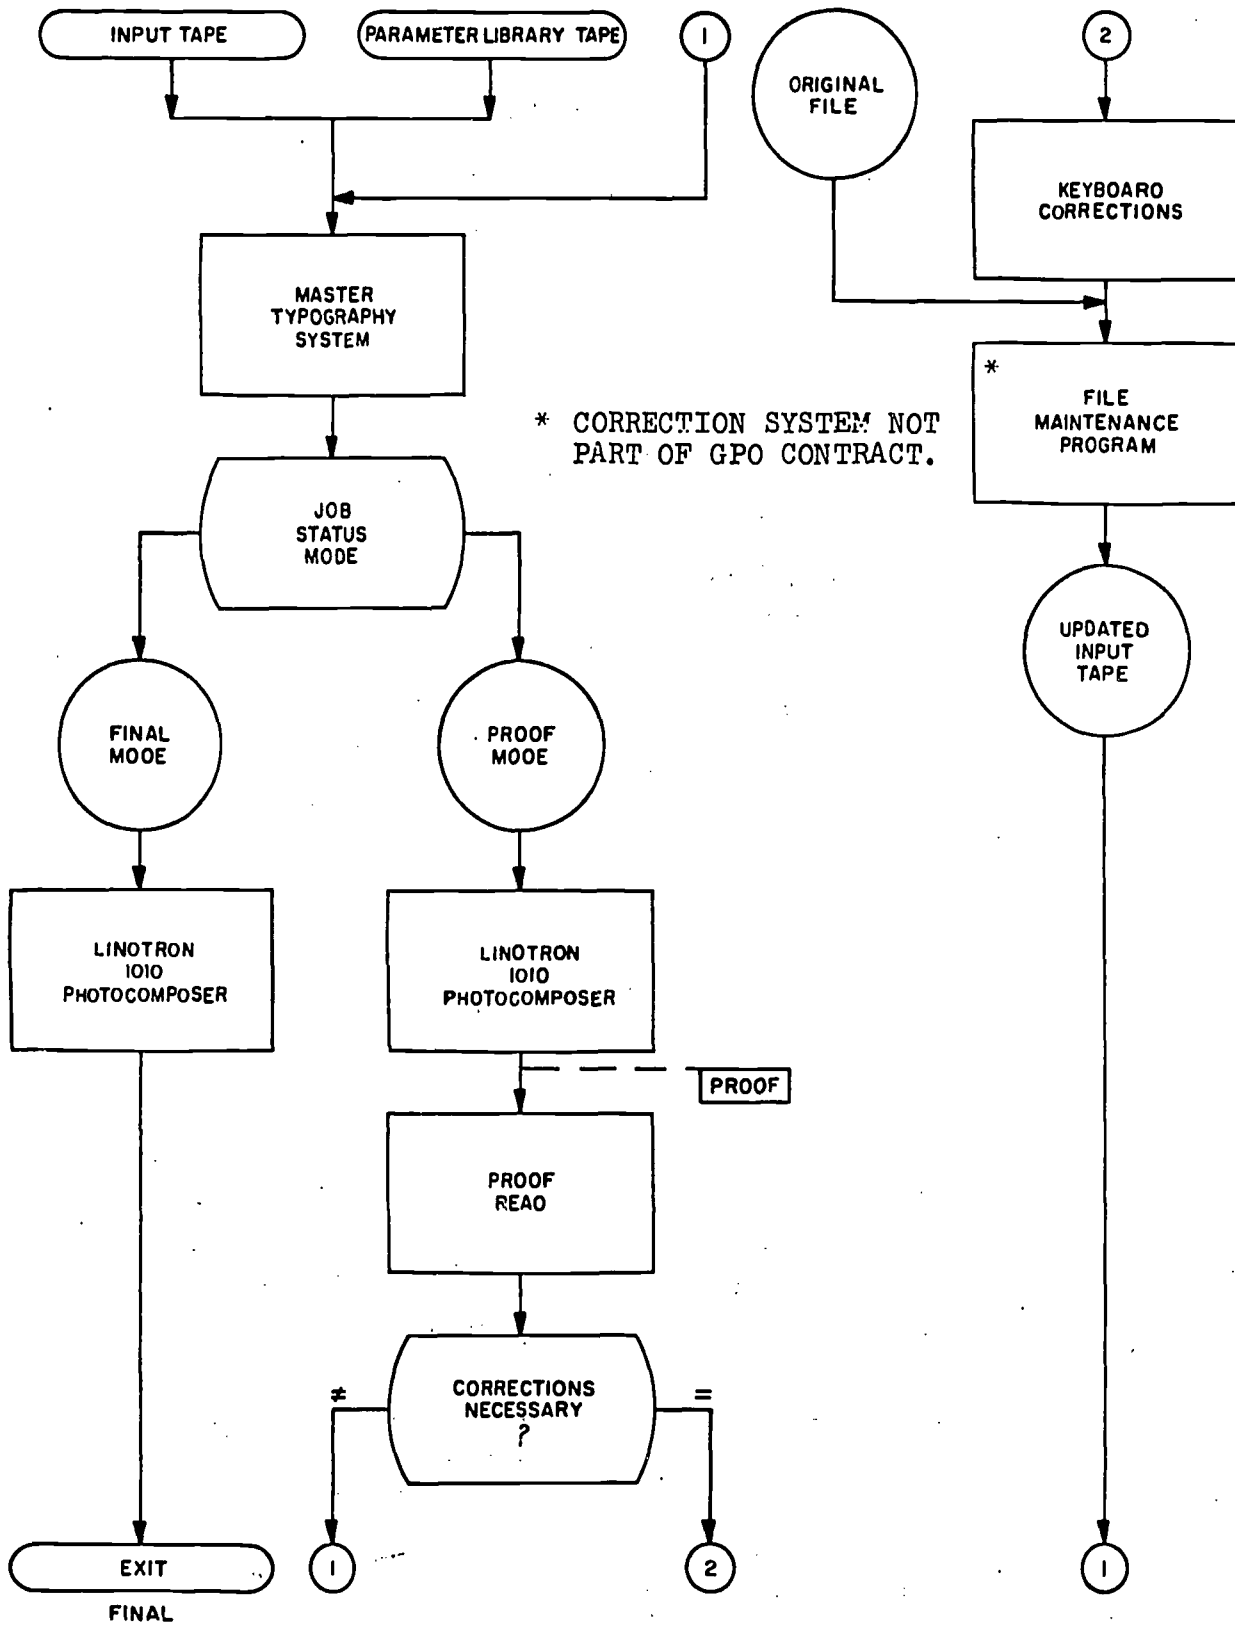 INPUT TAPE
PARAMETER LIBRARY TAPE
1
ORIGINAL
FILE
2
KEYBOARO
CORRECTIONS
MASTER
TYPOGRAPHY
SYSTEM
*
FILE
MAINTENANCE
PROGRAM
* CORRECTION SYSTEM NOT
PART OF GPO CONTRACT.
JOB
STATUS
MODE
UPDATED
INPUT
TAPE
FINAL
MOOE
PROOF
MOOE
LINOTRON
1010
PHOTOCOMPOSER
LINOTRON
1010
PHOTOCOMPOSER
PROOF
PROOF
REAO
≠
CORRECTIONS
NECESSARY
?
=
EXIT
1
2
1
FINAL